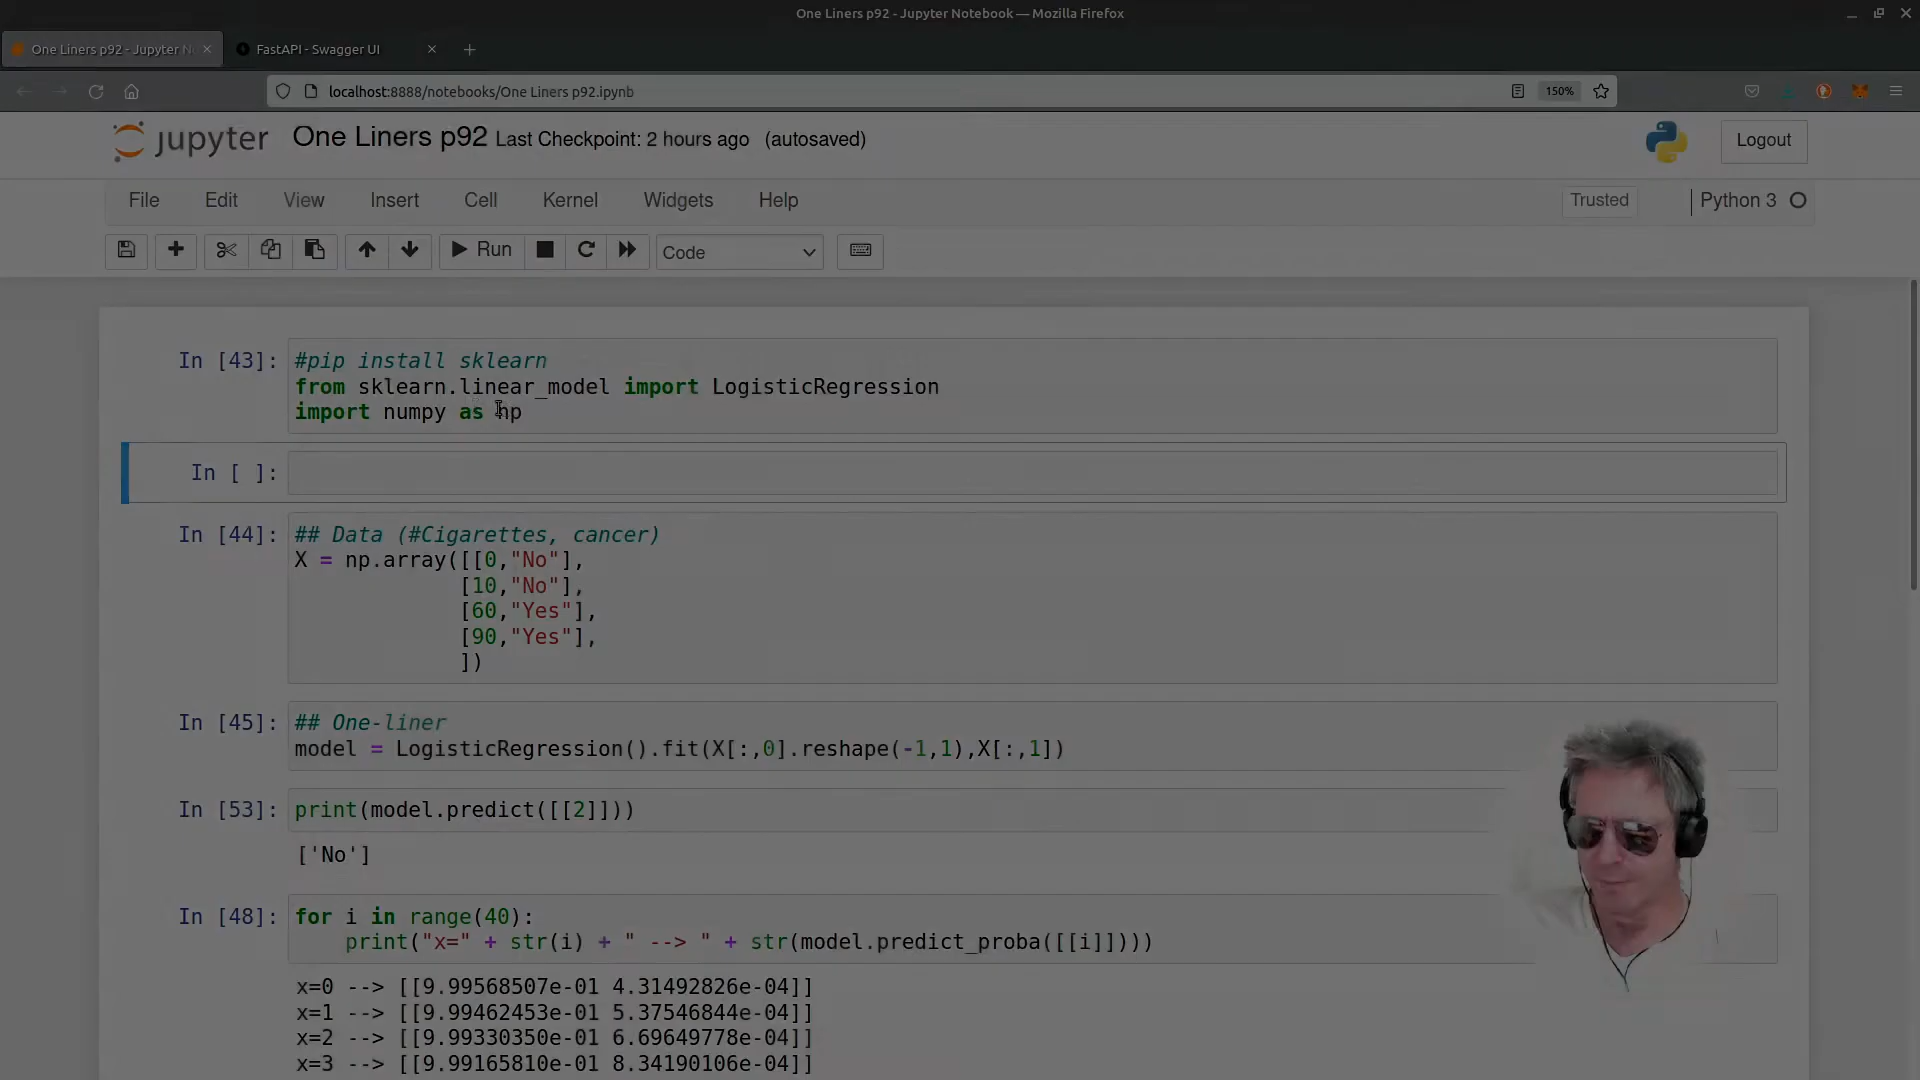 One Liners p92 - Jupyter Notebook — Mozilla Firefox
One Liners p92 - Jupyter N
FastAPI - Swagger UI
localhost:8888/notebooks/One Liners p92.ipynb
150%
jupyter One Liners p92 Last Checkpoint: 2 hours ago (autosaved)
Logout
File Edit View Insert Cell Kernel Widgets Help
Trusted
Python 3
Run
Code
In [43]: #pip install sklearn
from sklearn.linear_model import LogisticRegression
import numpy as np
In [ ]:
In [44]: ## Data (#Cigarettes, cancer)
X = np.array([[0,"No"],
[10,"No"],
[60,"Yes"],
[90,"Yes"],
])
In [45]: ## One-liner
model = LogisticRegression().fit(X[:,0].reshape(-1,1),X[:,1])
In [53]: print(model.predict([[2]]))
['No']
In [48]: for i in range(40):
print("x=" + str(i) + " --> " + str(model.predict_proba([[i]])))
x=0 --> [[9.99568507e-01 4.31492826e-04]]
x=1 --> [[9.99462453e-01 5.37546844e-04]]
x=2 --> [[9.99330350e-01 6.69649778e-04]]
x=3 --> [[9.99165810e-01 8.34190106e-04]]